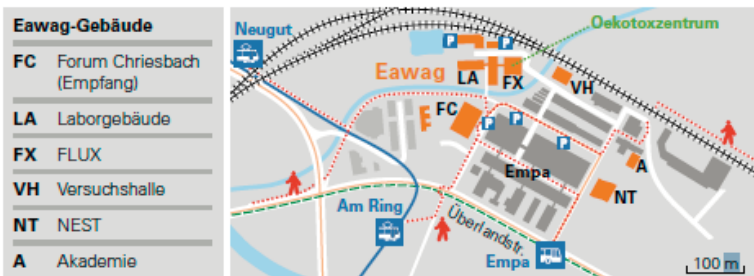 Eawag-Gebäude
FC Forum Chriesbach
(Empfang)
LA Laborgebäude
FX FLUX
VH Versuchshalle
NT NEST
A Akademie
Neugut
Oekotoxzentrum
P
P
Eawag
LA
FX
VH
FC
P
P
P
Empa
A
NT
Am Ring
Überlandstr.
Empa
100 m